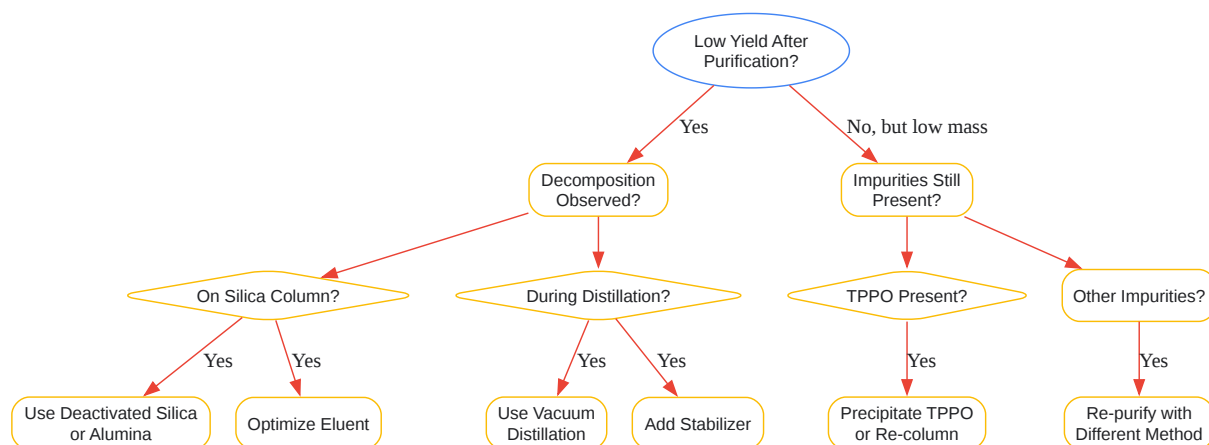 Low Yield After
Purification?
Yes
No, but low mass
Decomposition
Observed?
Impurities Still
Present?
On Silica Column?
During Distillation?
TPPO Present?
Other Impurities?
Yes
Yes
Yes
Yes
Yes
Yes
Use Deactivated Silica
or Alumina
Optimize Eluent
Use Vacuum
Distillation
Add Stabilizer
Precipitate TPPO
or Re-column
Re-purify with
Different Method